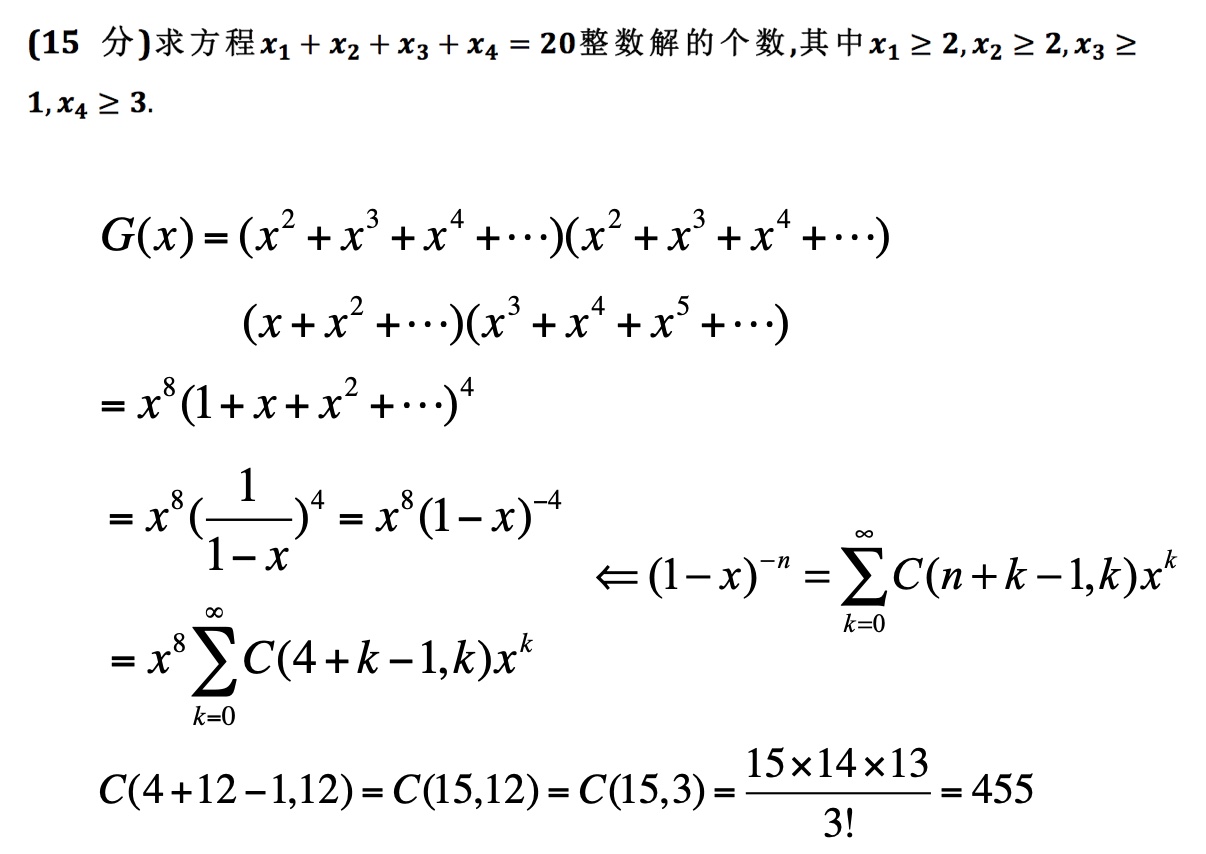 (15 分)求方程x₁ + x₂ + x₃ + x₄ = 20整数解的个数,其中x₁ ≥ 2, x₂ ≥ 2, x₃ ≥
1, x₄ ≥ 3.
G(x) = (x² + x³ + x⁴ + ⋯)(x² + x³ + x⁴ + ⋯)
(x + x² + ⋯)(x³ + x⁴ + x⁵ + ⋯)
= x⁸(1 + x + x² + ⋯)⁴
= x⁸(1/(1−x))⁴ = x⁸(1−x)⁻⁴
⇐ (1−x)⁻ⁿ = ∑_{k=0}^{∞} C(n+k−1,k)xᵏ
= x⁸ ∑_{k=0}^{∞} C(4+k−1,k)xᵏ
C(4+12−1,12) = C(15,12) = C(15,3) = (15×14×13)/3! = 455